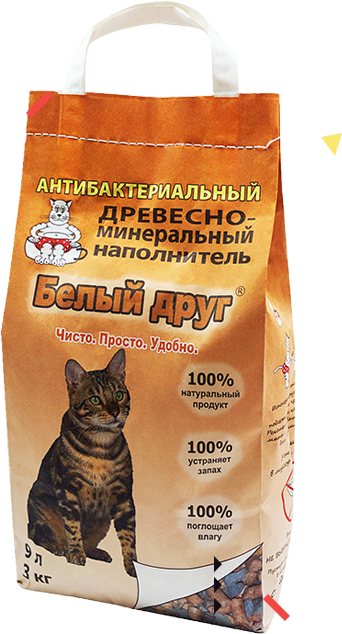 АНТИБАКТЕРИАЛЬНЫЙ
ДРЕВЕСНО-
МИНЕРАЛЬНЫЙ
НАПОЛНИТЕЛЬ
Белый друг®
Чисто. Просто. Удобно.
100%
натуральный
продукт
100%
устраняет
запах
100%
поглощает
влагу
9 л
3 кг